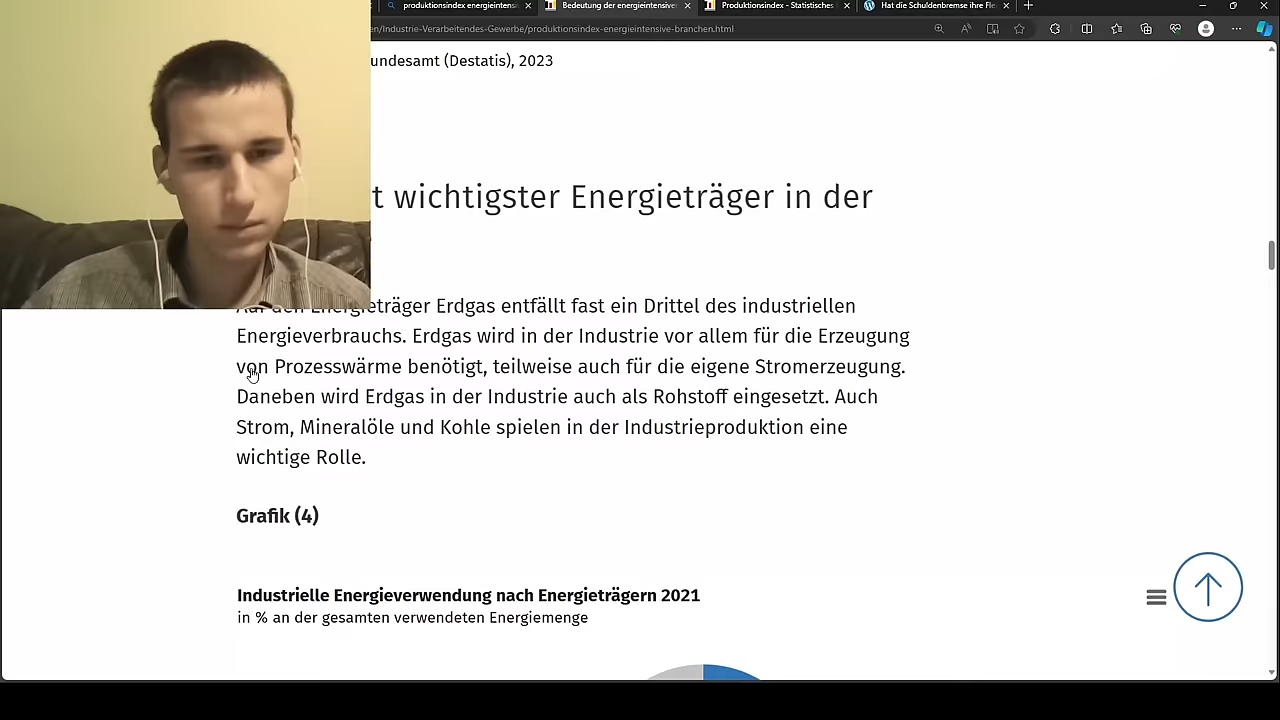 produktionsindex energieintensiv
Bedeutung der energieintensiver
Produktionsindex - Statistisches
Hat die Schuldenbremse ihre Fle
en/Industrie-Verarbeitendes-Gewerbe/produktionsindex-energieintensive-branchen.html
undesamt (Destatis), 2023
t wichtigster Energieträger in der
Auf den Energieträger Erdgas entfällt fast ein Drittel des industriellen
Energieverbrauchs. Erdgas wird in der Industrie vor allem für die Erzeugung
von Prozesswärme benötigt, teilweise auch für die eigene Stromerzeugung.
Daneben wird Erdgas in der Industrie auch als Rohstoff eingesetzt. Auch
Strom, Mineralöle und Kohle spielen in der Industrieproduktion eine
wichtige Rolle.
Grafik (4)
Industrielle Energieverwendung nach Energieträgern 2021
in % an der gesamten verwendeten Energiemenge